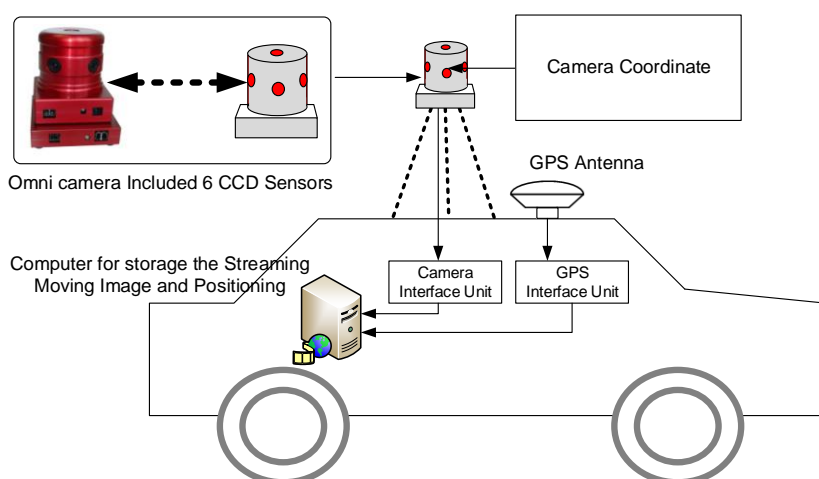 Camera Coordinate
Omni camera Included 6 CCD Sensors
GPS Antenna
Computer for storage the Streaming
Moving Image and Positioning
Camera
Interface Unit
GPS
Interface Unit